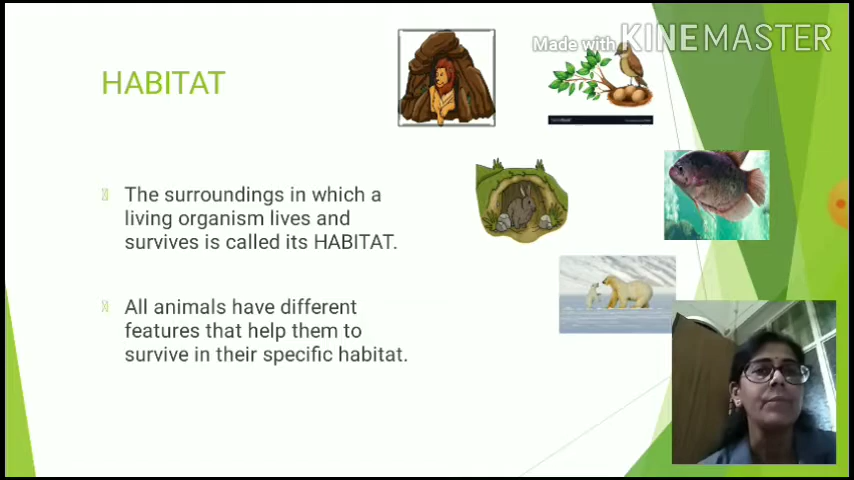 Made with KINEMASTER
HABITAT
The surroundings in which a
living organism lives and
survives is called its HABITAT.
All animals have different
features that help them to
survive in their specific habitat.